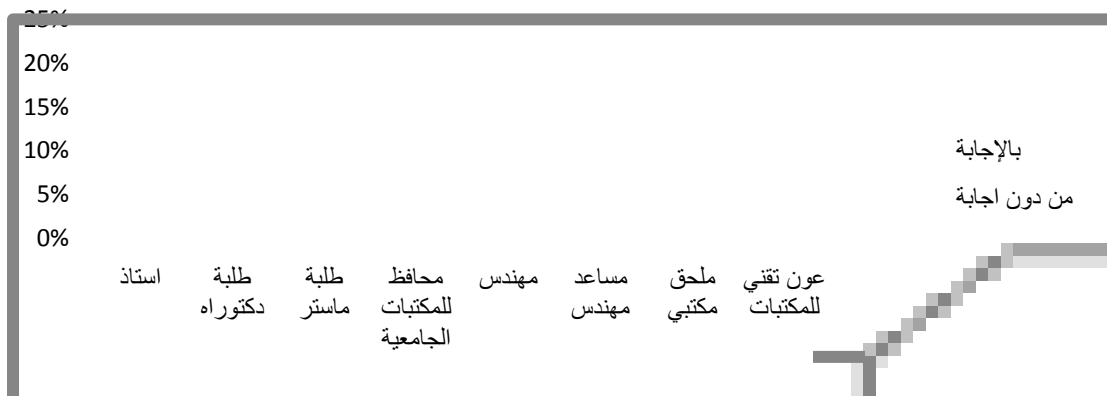 25%
20%
15%
10%
5%
0%
بالإجابة
من دون اجابة
استاذ
طلبة
دكتوراه
طلبة
ماستر
محافظ
للمكتبات
الجامعية
مهندس
مساعد
مهندس
ملحق
مكتبي
عون تقني
للمكتبات